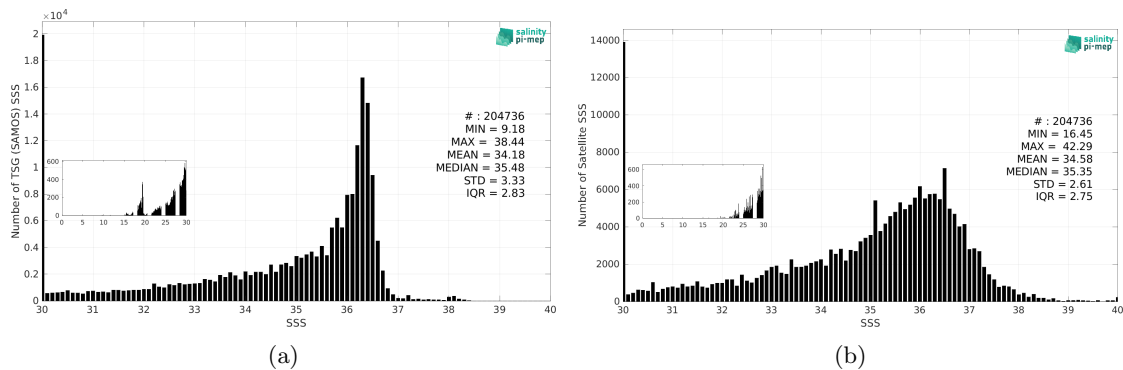 ×10⁴
2
1.8
1.6
1.4
1.2
1
0.8
0.6
0.4
0.2
0
Number of TSG (SAMOS) SSS
salinity
pi-mep
# : 204736
MIN = 9.18
MAX = 38.44
MEAN = 34.18
MEDIAN = 35.48
STD = 3.33
IQR = 2.83
600
400
200
0
0 5 10 15 20 25 30
30 31 32 33 34 35 36 37 38 39 40
SSS
(a)
14000
12000
10000
8000
6000
4000
2000
0
Number of Satellite SSS
salinity
pi-mep
# : 204736
MIN = 16.45
MAX = 42.29
MEAN = 34.58
MEDIAN = 35.35
STD = 2.61
IQR = 2.75
600
400
200
0
0 5 10 15 20 25 30
30 31 32 33 34 35 36 37 38 39 40
SSS
(b)